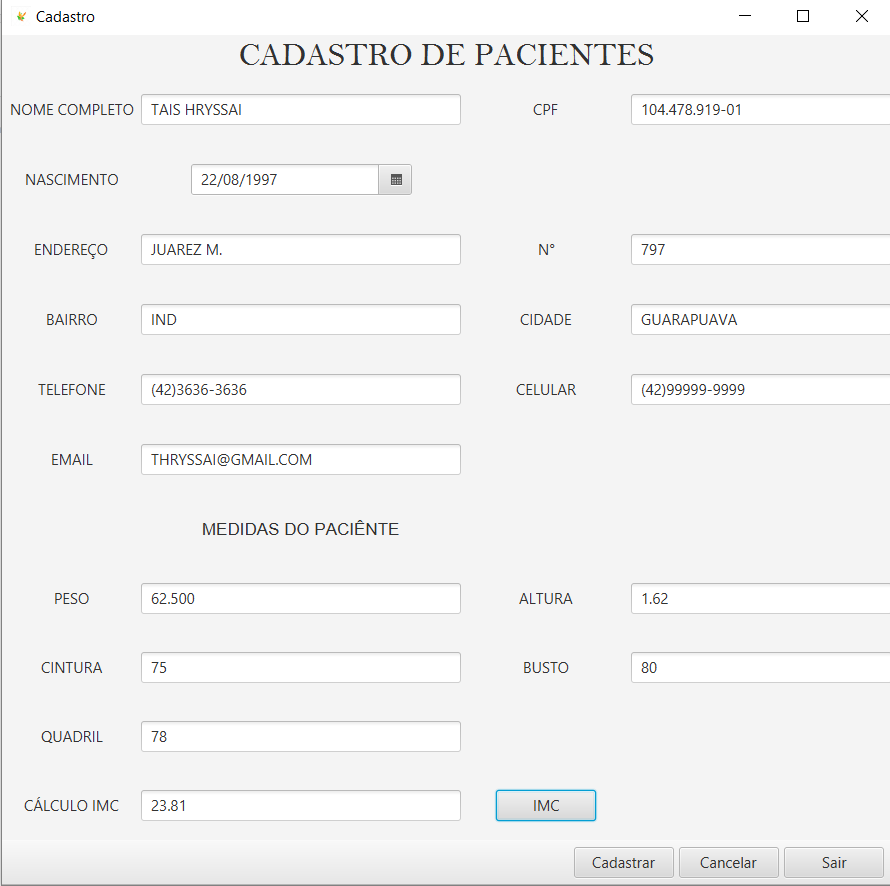 Cadastro
CADASTRO DE PACIENTES
NOME COMPLETO TAIS HRYSSAI CPF 104.478.919-01
NASCIMENTO 22/08/1997
ENDEREÇO JUAREZ M. N° 797
BAIRRO IND CIDADE GUARAPUAVA
TELEFONE (42)3636-3636 CELULAR (42)99999-9999
EMAIL THRYSSAI@GMAIL.COM
MEDIDAS DO PACIÊNTE
PESO 62.500 ALTURA 1.62
CINTURA 75 BUSTO 80
QUADRIL 78
CÁLCULO IMC 23.81 IMC
Cadastrar Cancelar Sair